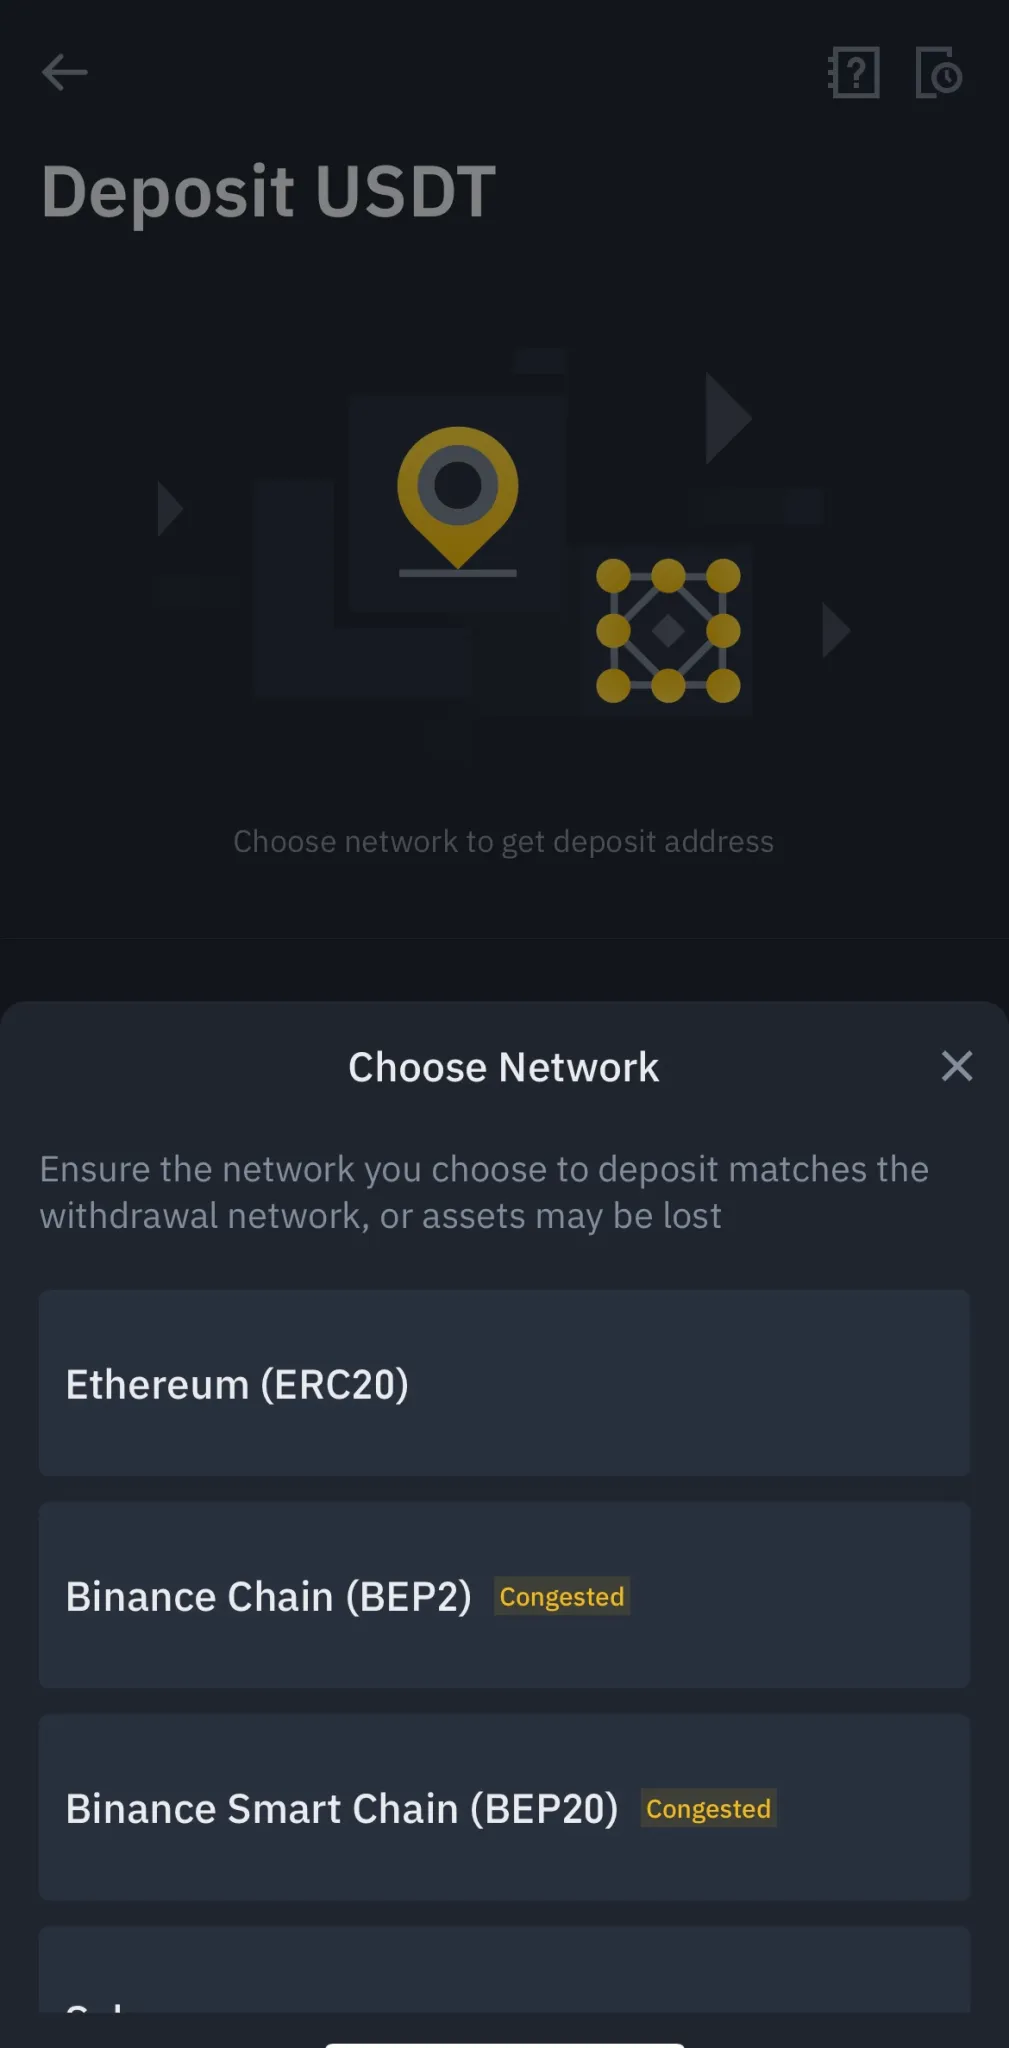 Deposit USDT
Choose network to get deposit address
Choose Network
Ensure the network you choose to deposit matches the
withdrawal network, or assets may be lost
Ethereum (ERC20)
Binance Chain (BEP2) Congested
Binance Smart Chain (BEP20) Congested